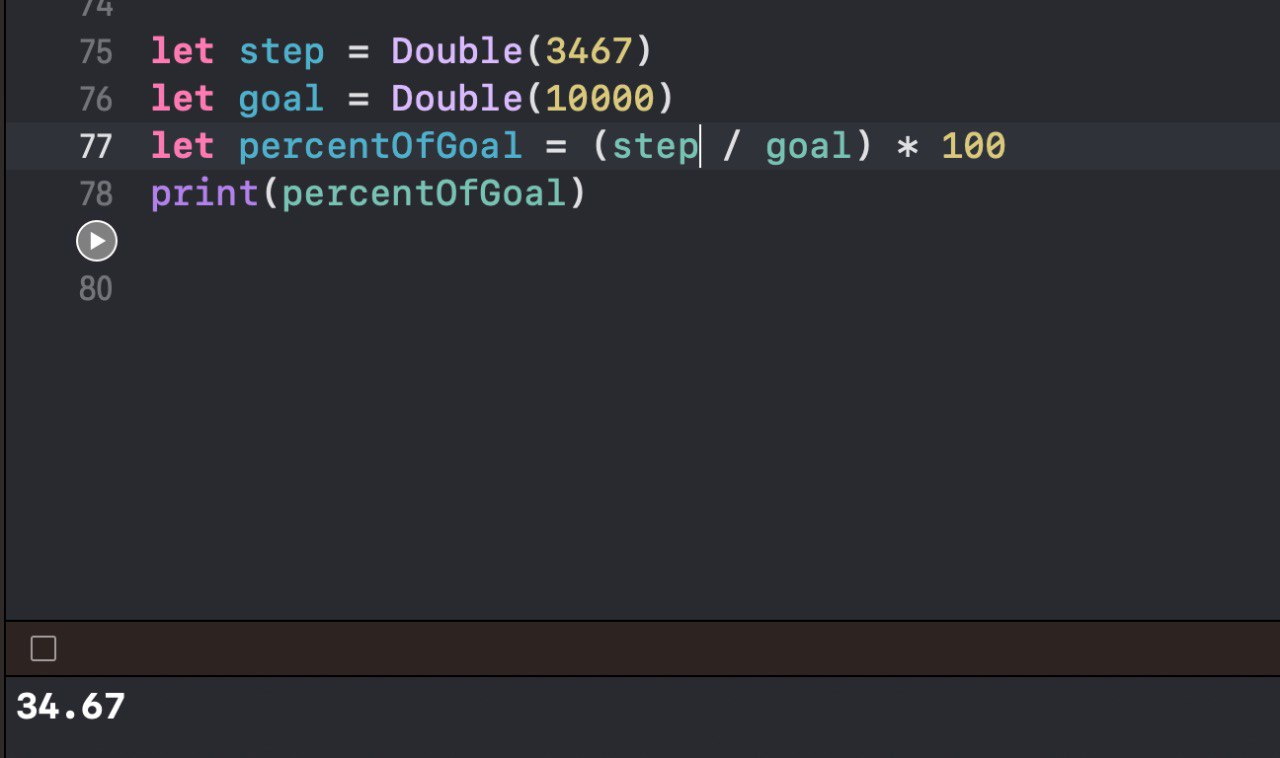 74
75 let step = Double(3467)
76 let goal = Double(10000)
77 let percentOfGoal = (step / goal) * 100
78 print(percentOfGoal)
80
34.67